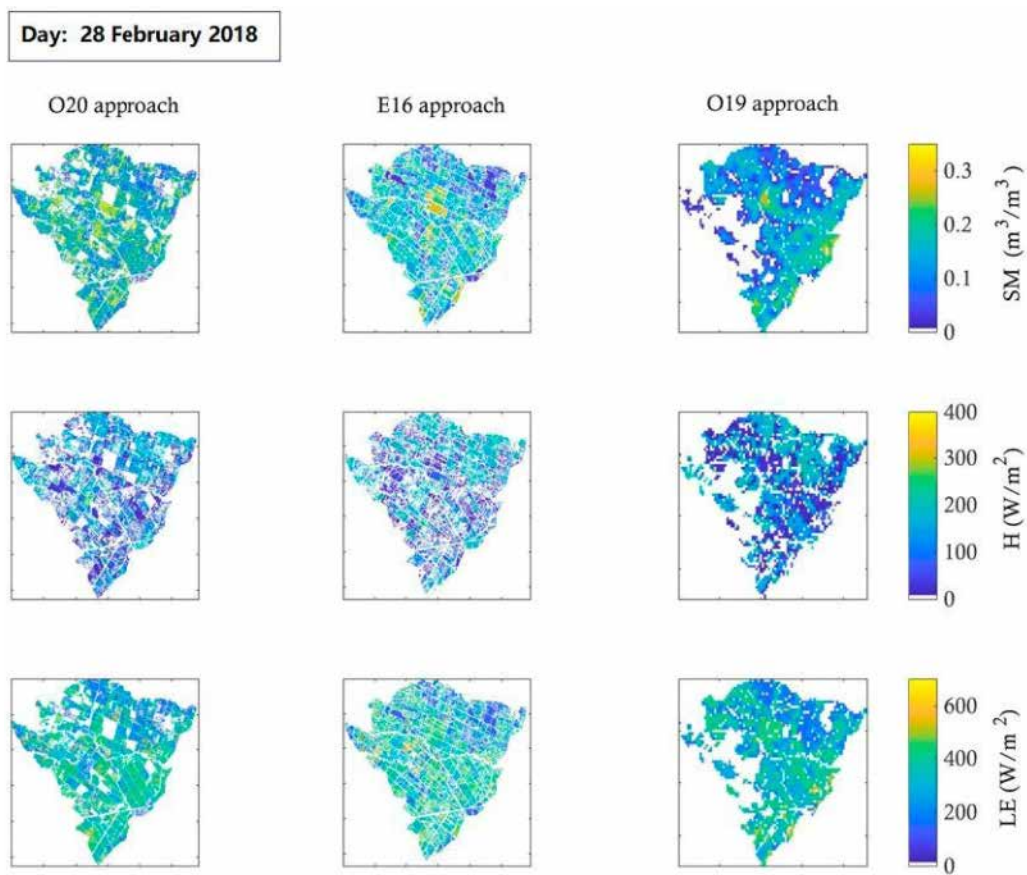 Day: 28 February 2018
O20 approach
E16 approach
O19 approach
0.3
0.2
0.1
0
SM (m³/m³)
400
300
200
100
0
H (W/m²)
600
400
200
0
LE (W/m²)